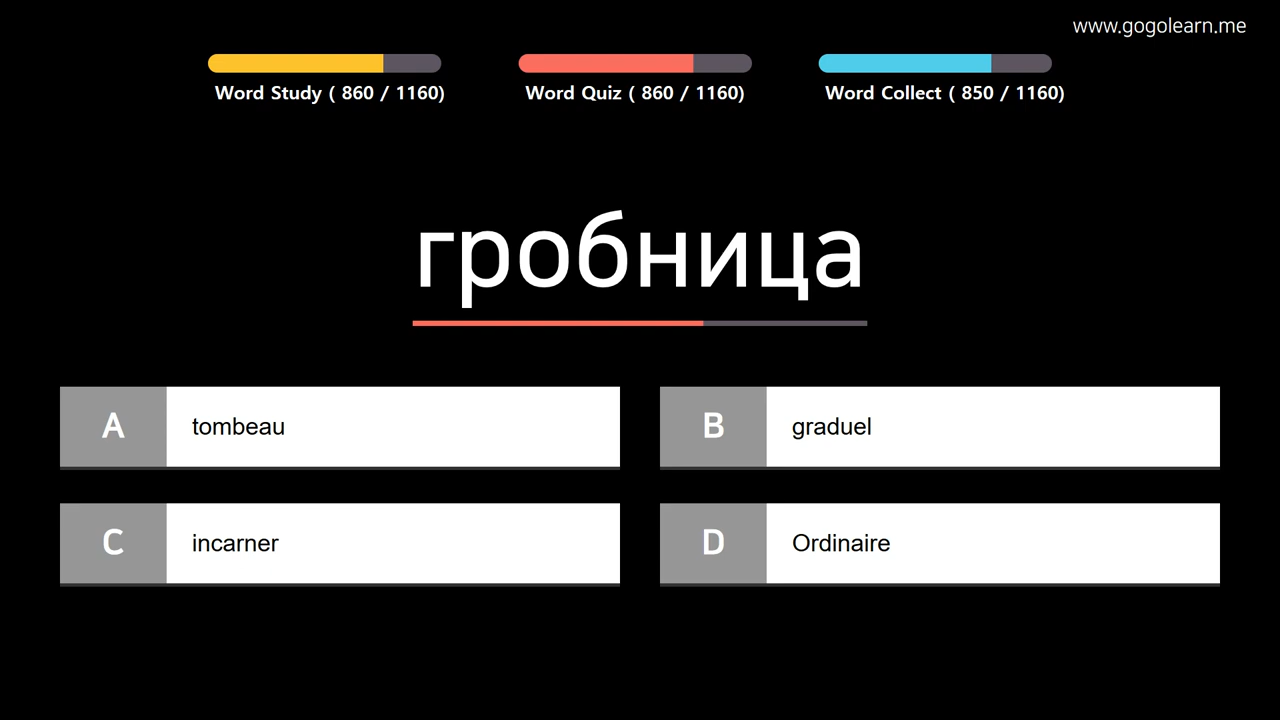 www.gogolearn.me
Word Study ( 860 / 1160)
Word Quiz ( 860 / 1160)
Word Collect ( 850 / 1160)
гробница
A tombeau
B graduel
C incarner
D Ordinaire